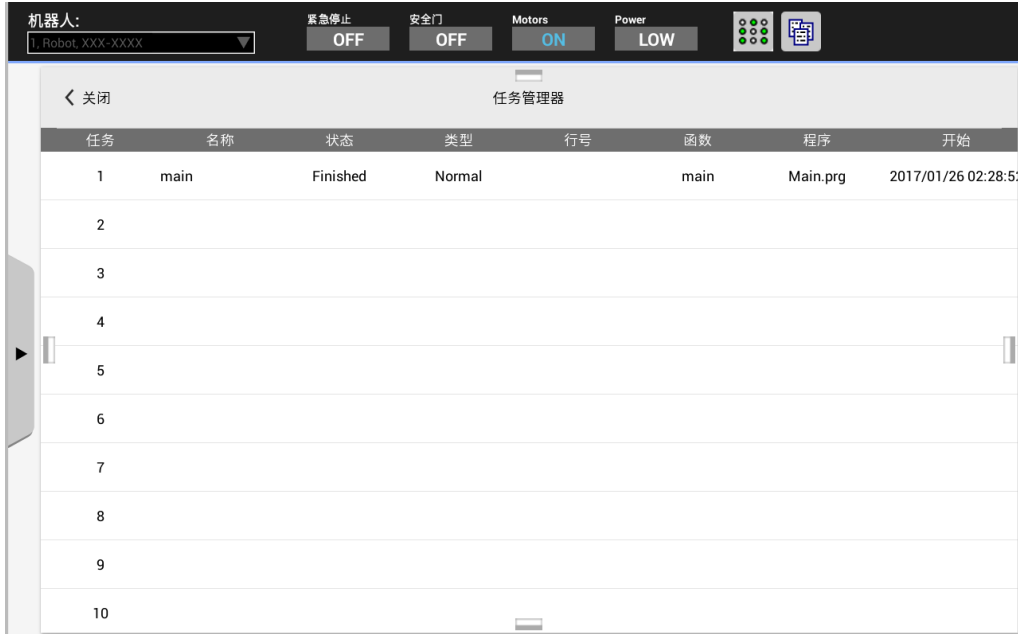 机器人:
1, Robot, XXX-XXXX
紧急停止 安全门 Motors Power
OFF OFF ON LOW
关闭
任务管理器
任务 名称 状态 类型 行号 函数 程序 开始
1 main Finished Normal main Main.prg 2017/01/26 02:28:5
2
3
4
5
6
7
8
9
10